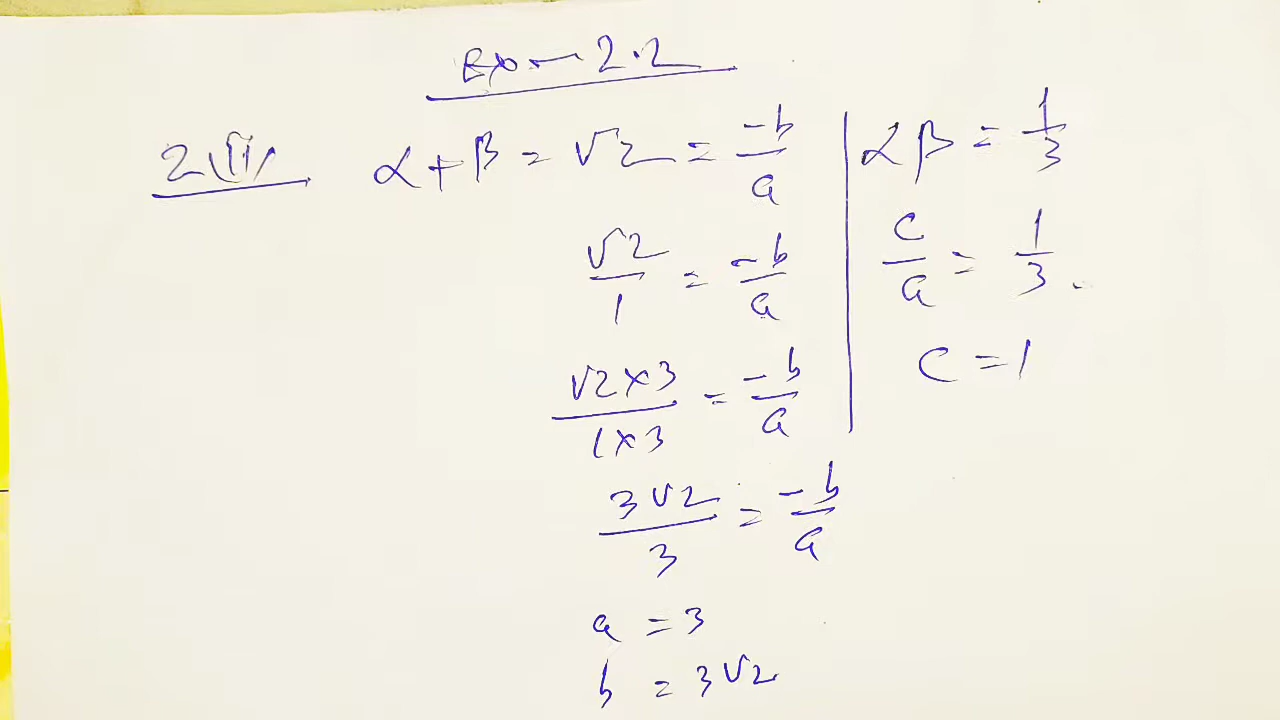 Ex - 2.2
2(ii) α + β = √2 = -b/a
√2/1 = -b/a
√2×3/1×3 = -b/a
3√2/3 = -b/a
a = 3
b = 3√2
αβ = 1/3
c/a = 1/3.
c = 1